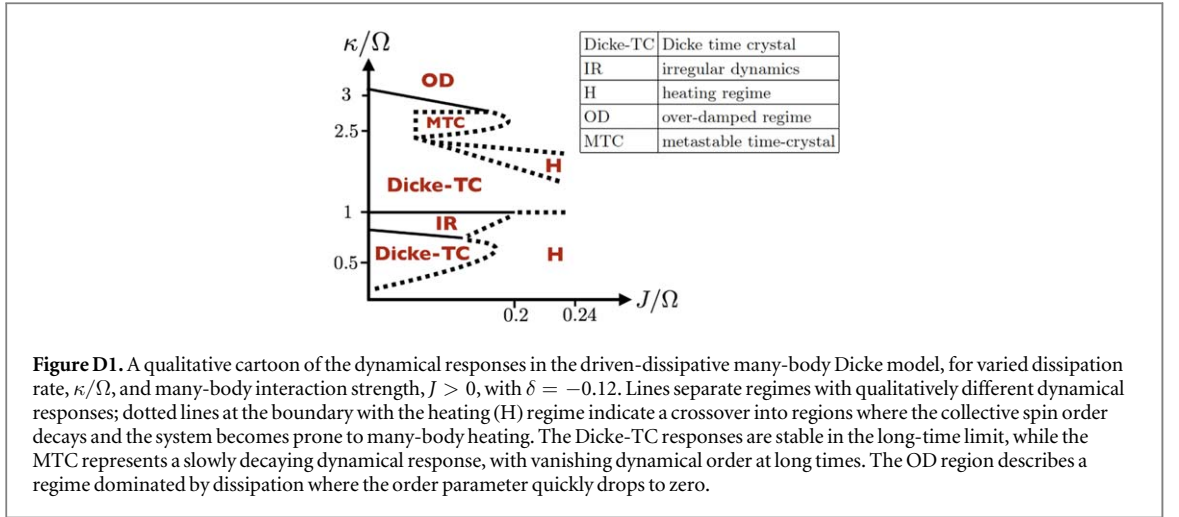 κ/Ω
3
2.5
1
0.5
OD
MTC
H
Dicke-TC
IR
Dicke-TC
H
0.2
0.24
J/Ω
Dicke-TC Dicke time crystal
IR irregular dynamics
H heating regime
OD over-damped regime
MTC metastable time-crystal
Figure D1. A qualitative cartoon of the dynamical responses in the driven-dissipative many-body Dicke model, for varied dissipation
rate, κ/Ω, and many-body interaction strength, J > 0, with δ = −0.12. Lines separate regimes with qualitatively different dynamical
responses; dotted lines at the boundary with the heating (H) regime indicate a crossover into regions where the collective spin order
decays and the system becomes prone to many-body heating. The Dicke-TC responses are stable in the long-time limit, while the
MTC represents a slowly decaying dynamical response, with vanishing dynamical order at long times. The OD region describes a
regime dominated by dissipation where the order parameter quickly drops to zero.